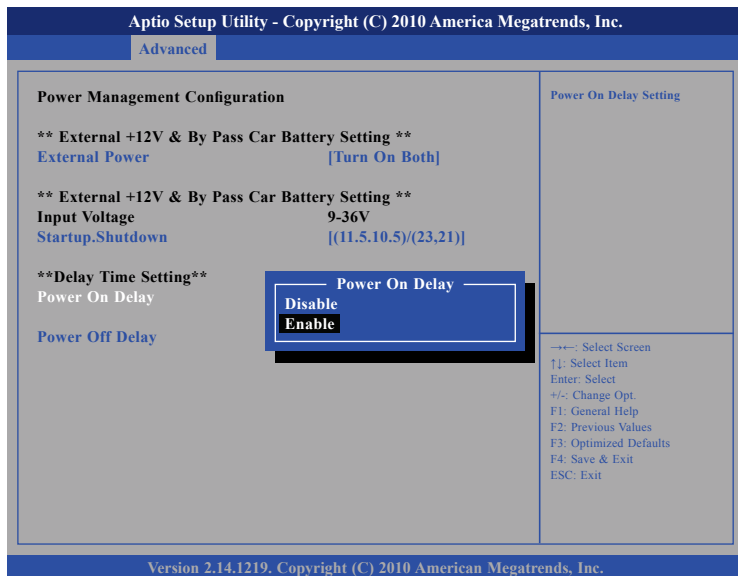 Aptio Setup Utility - Copyright (C) 2010 America Megatrends, Inc.
Advanced
Power Management Configuration
** External +12V & By Pass Car Battery Setting **
External Power [Turn On Both]
** External +12V & By Pass Car Battery Setting **
Input Voltage 9-36V
Startup.Shutdown [(11.5.10.5)/(23,21)]
**Delay Time Setting**
Power On Delay
Power Off Delay
Power On Delay
Disable
Enable
Power On Delay Setting
→←: Select Screen
↑↓: Select Item
Enter: Select
+/-: Change Opt.
F1: General Help
F2: Previous Values
F3: Optimized Defaults
F4: Save & Exit
ESC: Exit
Version 2.14.1219. Copyright (C) 2010 American Megatrends, Inc.